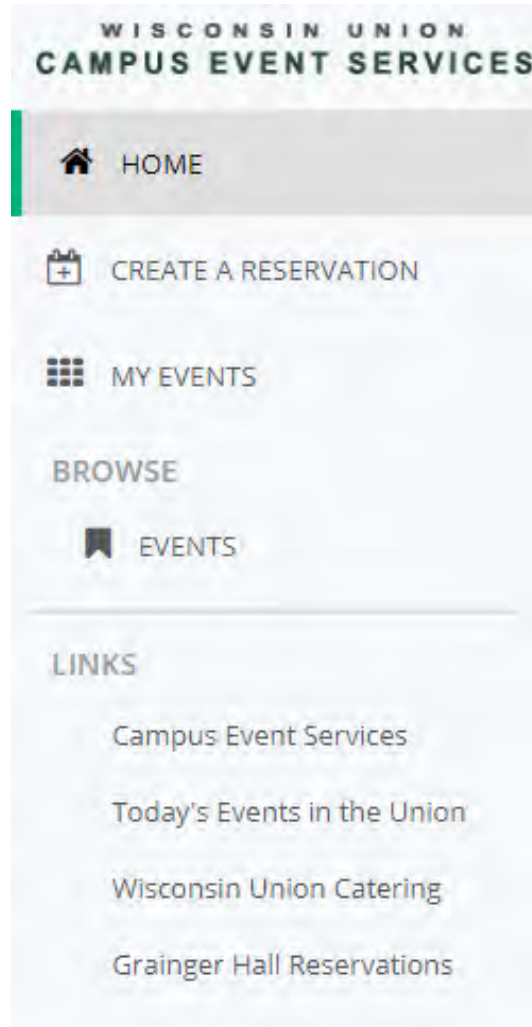 WISCONSIN UNION
CAMPUS EVENT SERVICES
HOME
CREATE A RESERVATION
MY EVENTS
BROWSE
EVENTS
LINKS
Campus Event Services
Today's Events in the Union
Wisconsin Union Catering
Grainger Hall Reservations